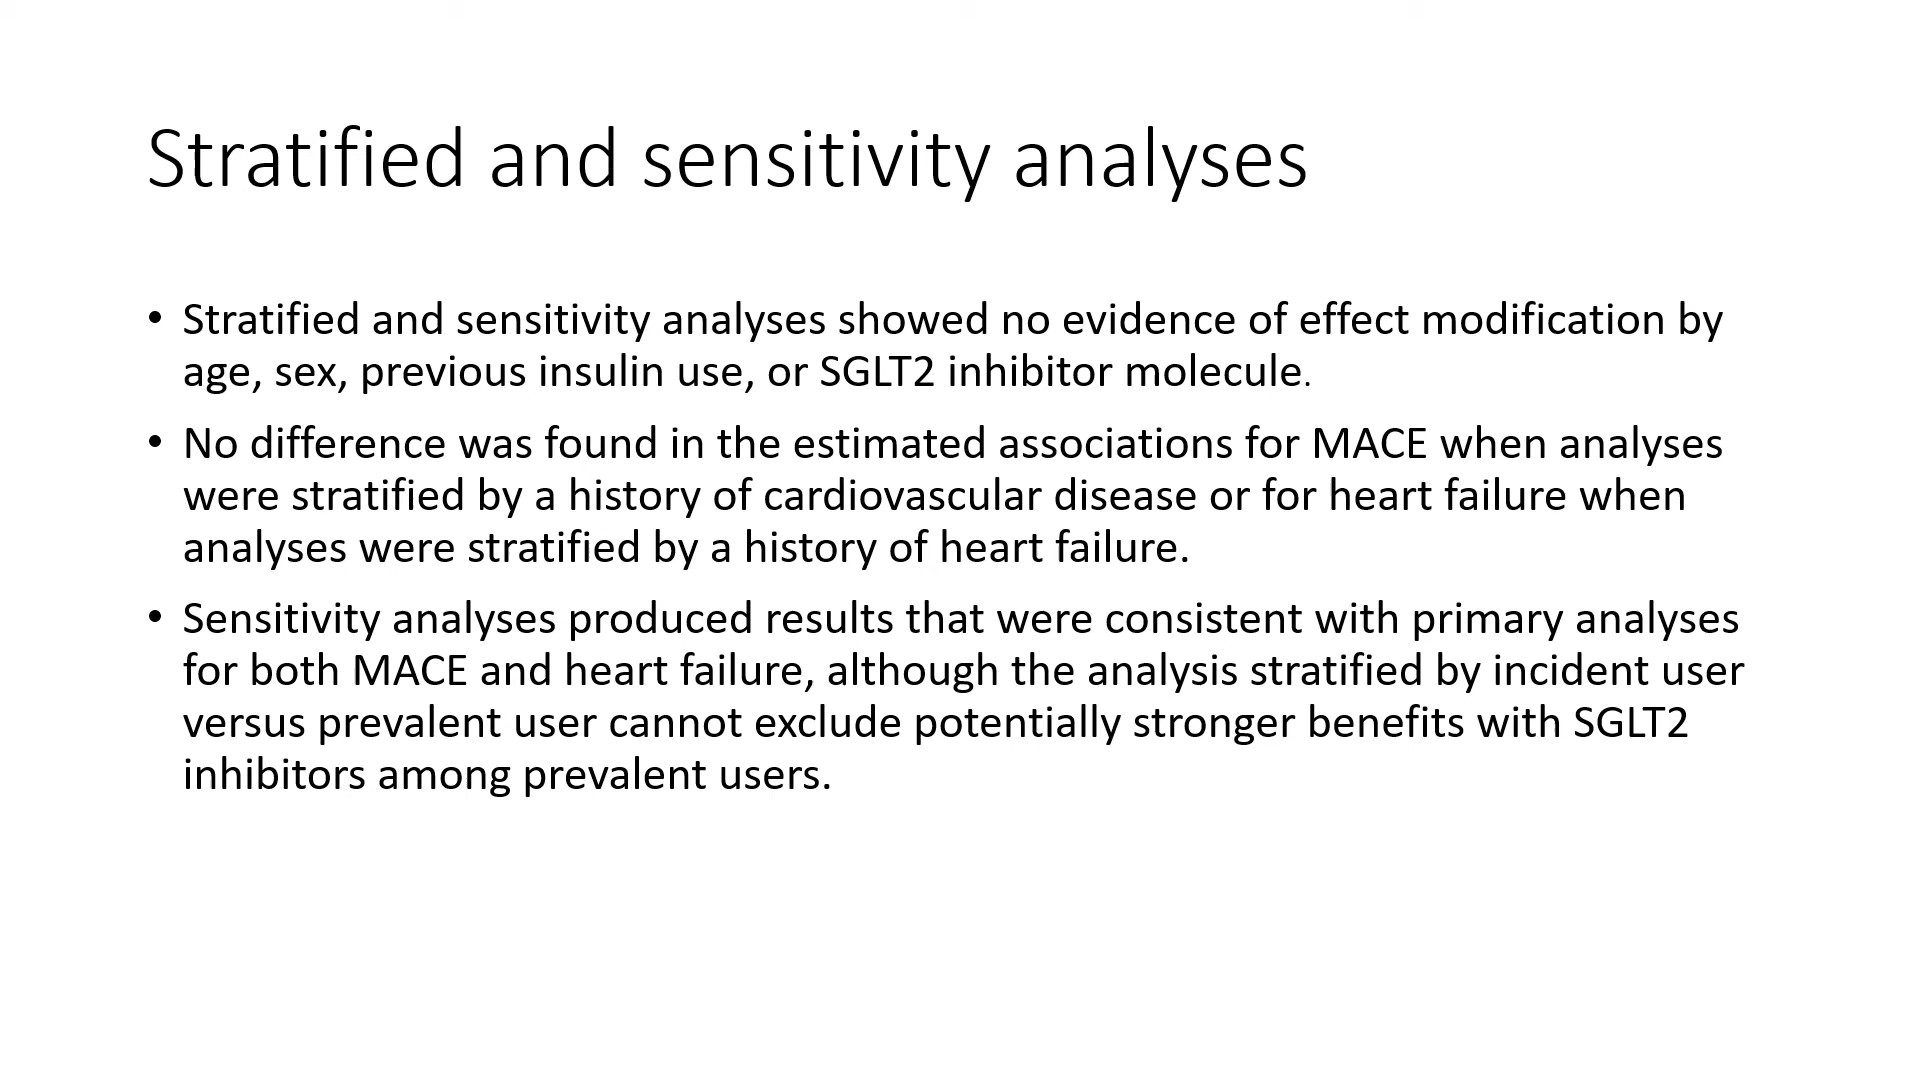 Stratified and sensitivity analyses
• Stratified and sensitivity analyses showed no evidence of effect modification by
age, sex, previous insulin use, or SGLT2 inhibitor molecule.
• No difference was found in the estimated associations for MACE when analyses
were stratified by a history of cardiovascular disease or for heart failure when
analyses were stratified by a history of heart failure.
• Sensitivity analyses produced results that were consistent with primary analyses
for both MACE and heart failure, although the analysis stratified by incident user
versus prevalent user cannot exclude potentially stronger benefits with SGLT2
inhibitors among prevalent users.